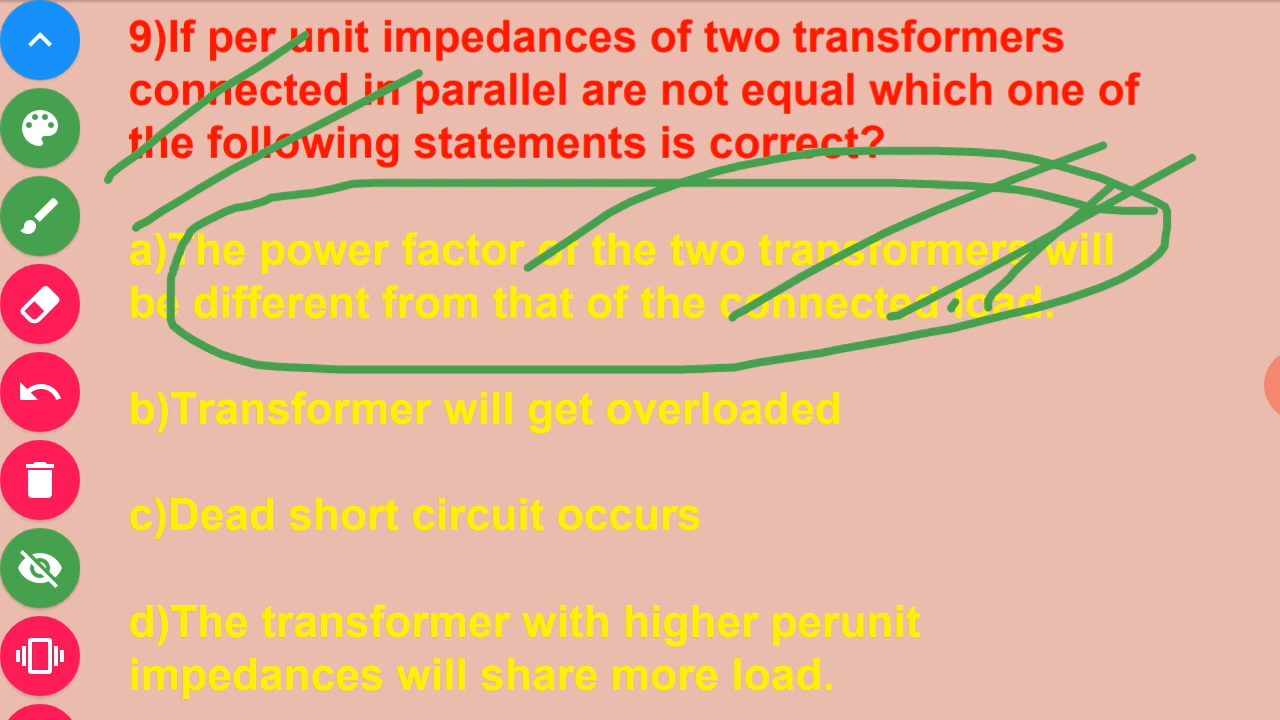 9)If per unit impedances of two transformers
connected in parallel are not equal which one of
the following statements is correct?
a)The power factor of the two transformers will
be different from that of the connected load.
b)Transformer will get overloaded
c)Dead short circuit occurs
d)The transformer with higher perunit
impedances will share more load.